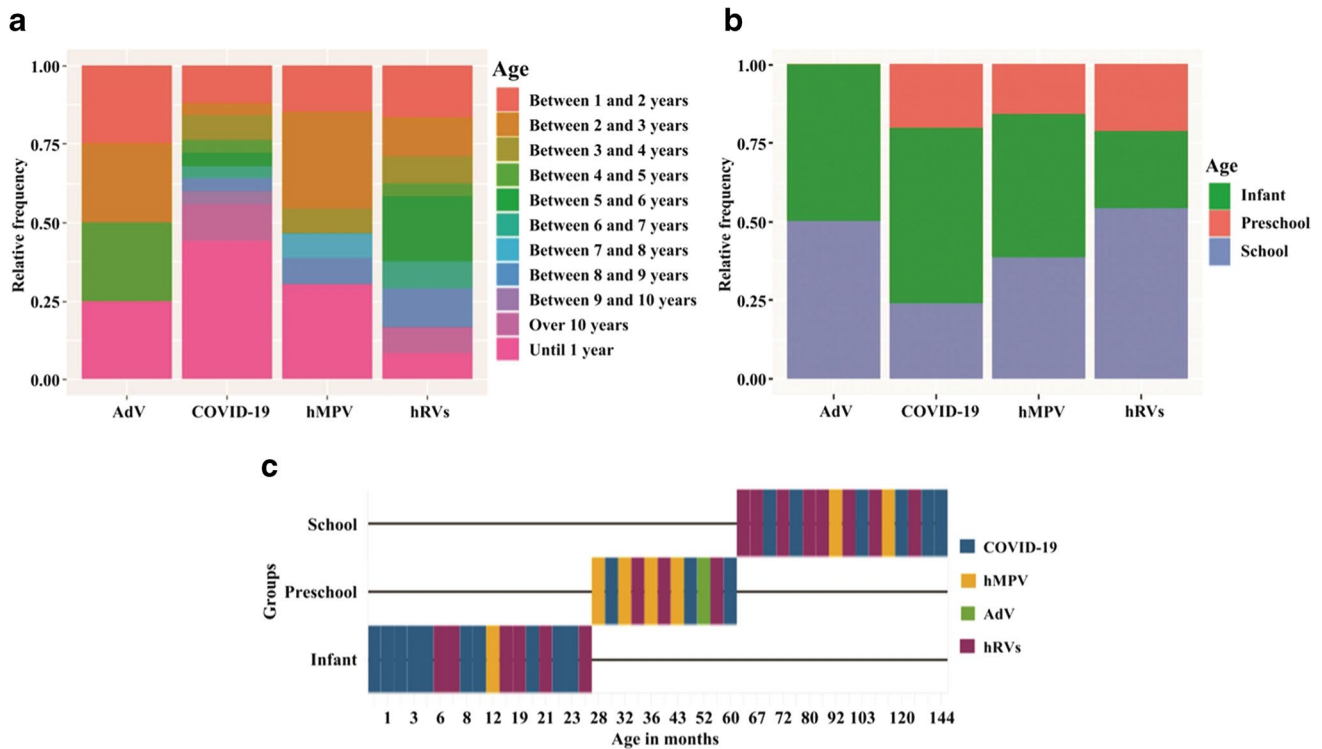 a
Relative frequency
1.00
0.75
0.50
0.25
0.00
AdV COVID-19 hMPV hRVs
Age
Between 1 and 2 years
Between 2 and 3 years
Between 3 and 4 years
Between 4 and 5 years
Between 5 and 6 years
Between 6 and 7 years
Between 7 and 8 years
Between 8 and 9 years
Between 9 and 10 years
Over 10 years
Until 1 year
b
Relative frequency
1.00
0.75
0.50
0.25
0.00
AdV COVID-19 hMPV hRVs
Age
Infant
Preschool
School
c
Groups
School
Preschool
Infant
1 3 6 8 12 19 21 23 28 32 36 43 52 60 67 72 80 92 103 120 144
Age in months
COVID-19
hMPV
AdV
hRVs